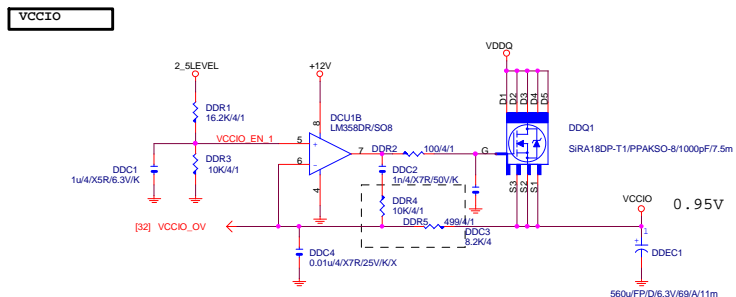 VCCIO
2_5LEVEL
+12V
VDDQ
D1
D2
D3
D4
D5
DDR1
16.2K/4/1
DCU1B
LM358DR/SO8
8
VCCIO_EN_1
5
+
6
−
7
4
DDR2
100/4/1
G
DDQ1
SiRA18DP-T1/PPAKSO-8/1000pF/7.5m
S3
S2
S1
DDC1
1u/4/X5R/6.3V/K
DDR3
10K/4/1
DDC2
1n/4/X7R/50V/K
DDR4
10K/4/1
DDR5
499/4/1
DDC3
8.2K/4
[32] VCCIO_OV
VCCIO
0.95V
DDC4
0.01u/4/X7R/25V/K/X
1
+
DDEC1
560u/FP/D/6.3V/69/A/11m